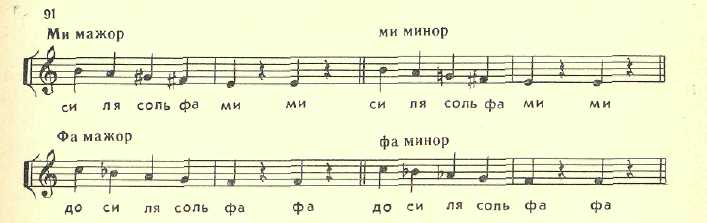 91
Ми мажор ми минор
си ля соль фа ми ми си ля соль фа ми ми
Фа мажор фа минор
до си ля соль фа фа до си ля соль фа фа